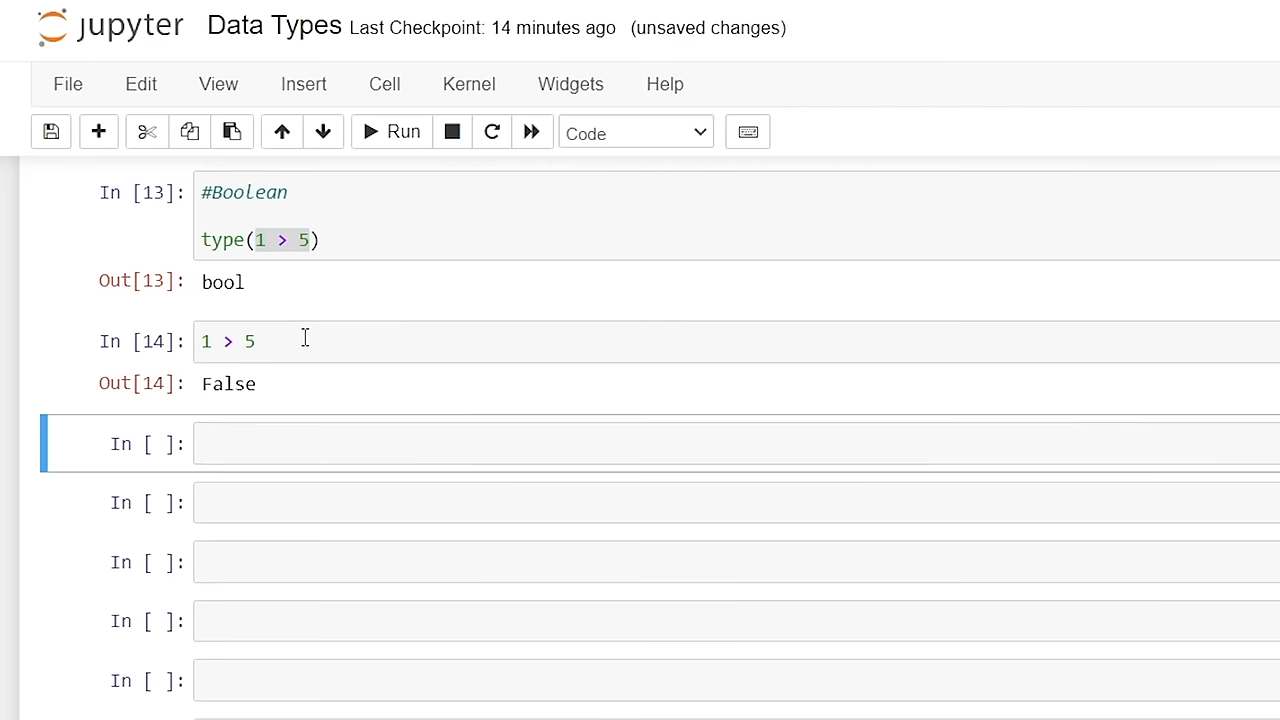 jupyter Data Types Last Checkpoint: 14 minutes ago (unsaved changes)
File Edit View Insert Cell Kernel Widgets Help
Run Code
In [13]: #Boolean
type(1 > 5)
Out[13]: bool
In [14]: 1 > 5
Out[14]: False
In [ ]:
In [ ]:
In [ ]:
In [ ]:
In [ ]: